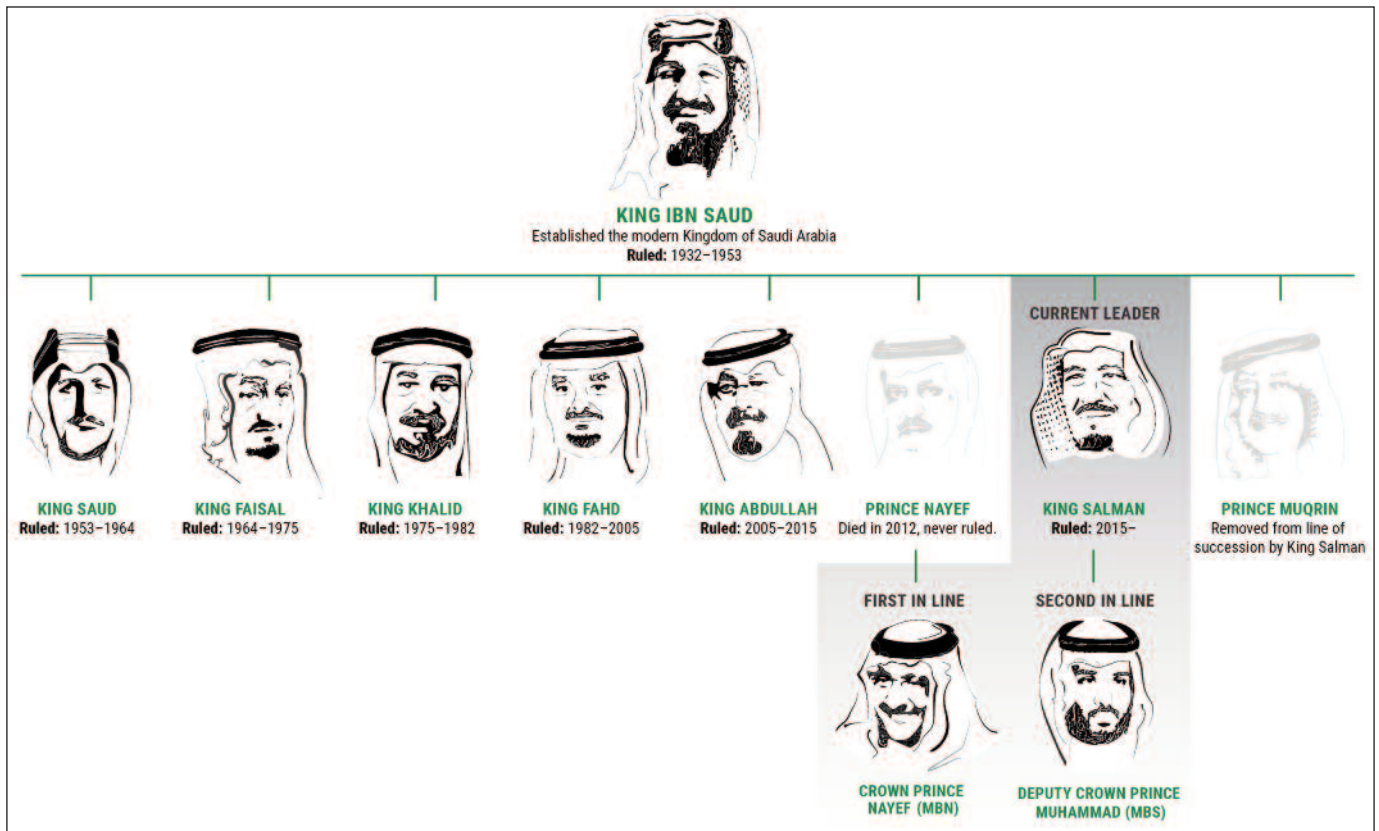 KING IBN SAUD
Established the modern Kingdom of Saudi Arabia
Ruled: 1932–1953
CURRENT LEADER
KING SAUD
Ruled: 1953–1964
KING FAISAL
Ruled: 1964–1975
KING KHALID
Ruled: 1975–1982
KING FAHD
Ruled: 1982–2005
KING ABDULLAH
Ruled: 2005–2015
PRINCE NAYEF
Died in 2012, never ruled.
KING SALMAN
Ruled: 2015–
PRINCE MUQRIN
Removed from line of
succession by King Salman
FIRST IN LINE
SECOND IN LINE
CROWN PRINCE
NAYEF (MBN)
DEPUTY CROWN PRINCE
MUHAMMAD (MBS)